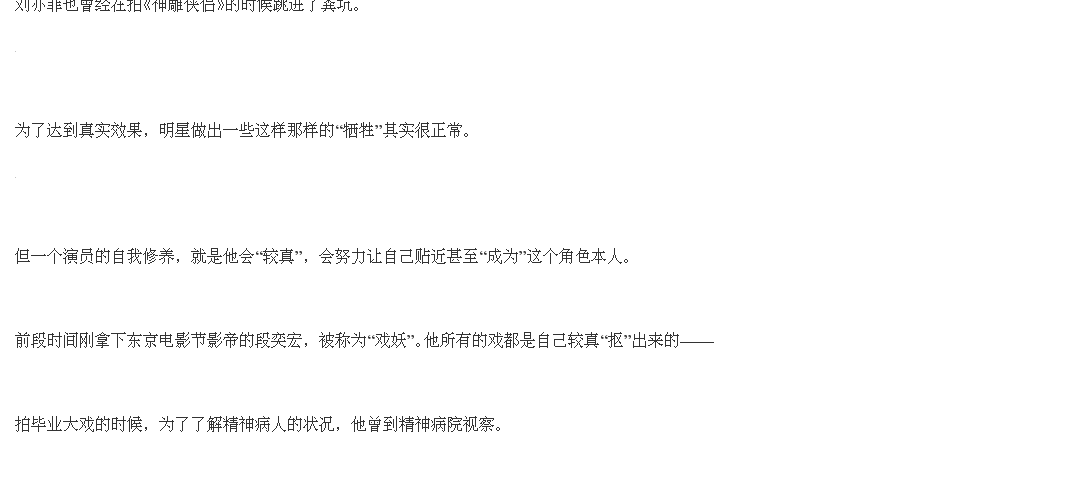 刘亦菲也曾经在拍《神雕侠侣》的时候跳进了粪坑。
为了达到真实效果，明星做出一些这样那样的“牺牲”其实很正常。
但一个演员的自我修养，就是他会“较真”，会努力让自己贴近甚至“成为”这个角色本人。
前段时间刚拿下东京电影节影帝的段奕宏，被称为“戏妖”。他所有的戏都是自己较真“抠”出来的——
拍毕业大戏的时候，为了了解精神病人的状况，他曾到精神病院视察。